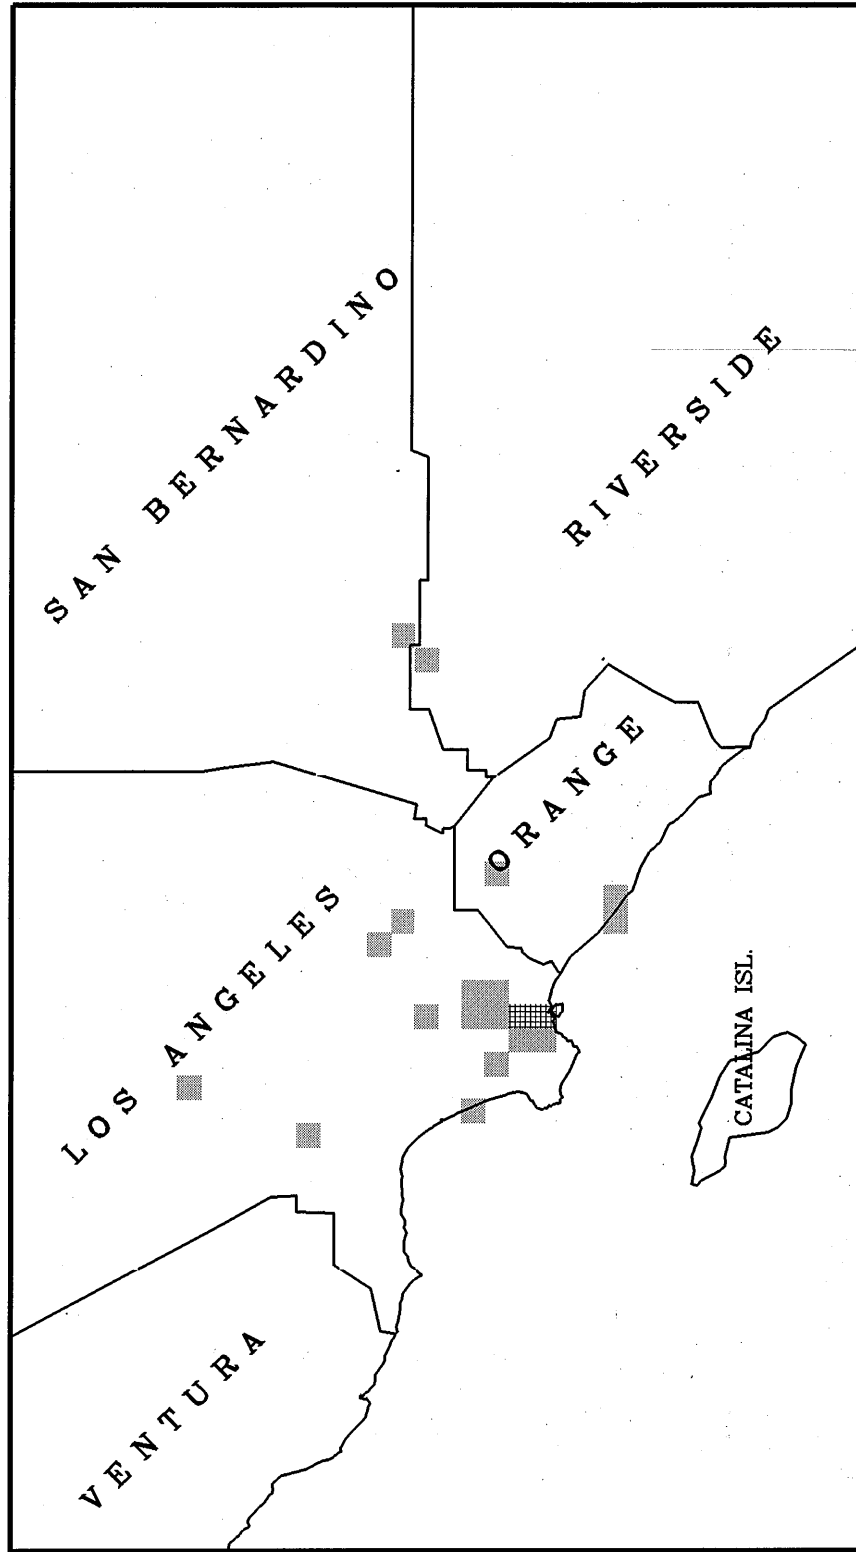 SAN BERNARDINO
RIVERSIDE
LOS ANGELES
ORANGE
VENTURA
CATALINA ISL.